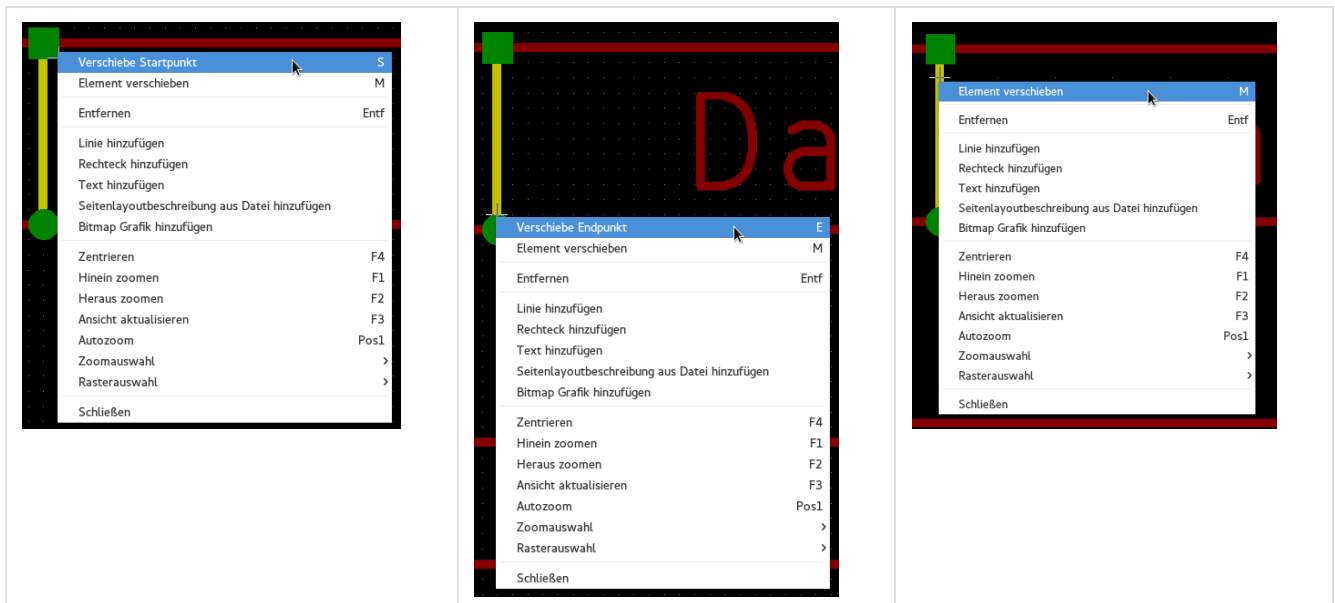 Verschiebe Startpunkt S
Element verschieben M
Entfernen Entf
Linie hinzufügen
Rechteck hinzufügen
Text hinzufügen
Seitenlayoutbeschreibung aus Datei hinzufügen
Bitmap Grafik hinzufügen
Zentrieren F4
Hinein zoomen F1
Heraus zoomen F2
Ansicht aktualisieren F3
Autozoom Pos1
Zoomauswahl >
Rasterauswahl >
Schließen
Da
Verschiebe Endpunkt E
Element verschieben M
Entfernen Entf
Linie hinzufügen
Rechteck hinzufügen
Text hinzufügen
Seitenlayoutbeschreibung aus Datei hinzufügen
Bitmap Grafik hinzufügen
Zentrieren F4
Hinein zoomen F1
Heraus zoomen F2
Ansicht aktualisieren F3
Autozoom Pos1
Zoomauswahl >
Rasterauswahl >
Schließen
Element verschieben M
Entfernen Entf
Linie hinzufügen
Rechteck hinzufügen
Text hinzufügen
Seitenlayoutbeschreibung aus Datei hinzufügen
Bitmap Grafik hinzufügen
Zentrieren F4
Hinein zoomen F1
Heraus zoomen F2
Ansicht aktualisieren F3
Autozoom Pos1
Zoomauswahl >
Rasterauswahl >
Schließen